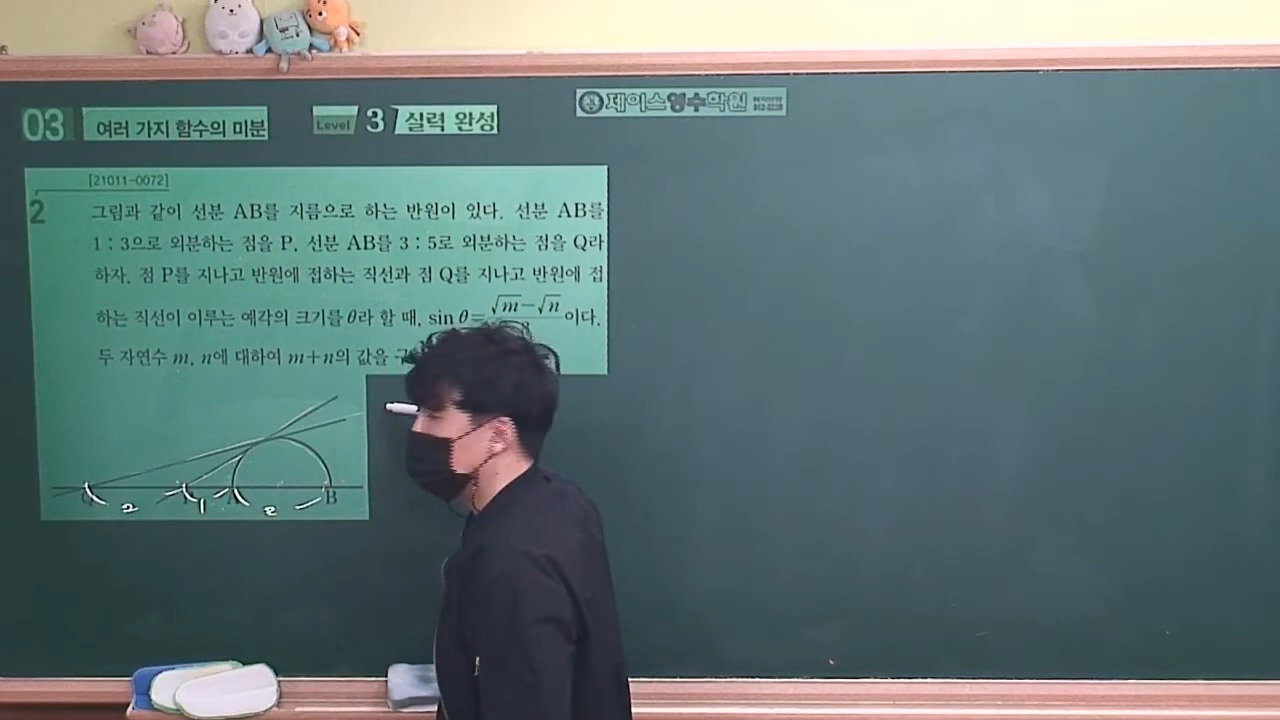 03 여러 가지 함수의 미분 Level 3 실력 완성
제이스영수학원
[21011-0072]
2 그림과 같이 선분 AB를 지름으로 하는 반원이 있다. 선분 AB를
1 : 3으로 외분하는 점을 P, 선분 AB를 3 : 5로 외분하는 점을 Q라
하자. 점 P를 지나고 반원에 접하는 직선과 점 Q를 지나고 반원에 접
하는 직선이 이루는 예각의 크기를 θ라 할 때, sin θ = √m − √n 이다.
두 자연수 m, n에 대하여 m+n의 값을
Q A B
2 1 2